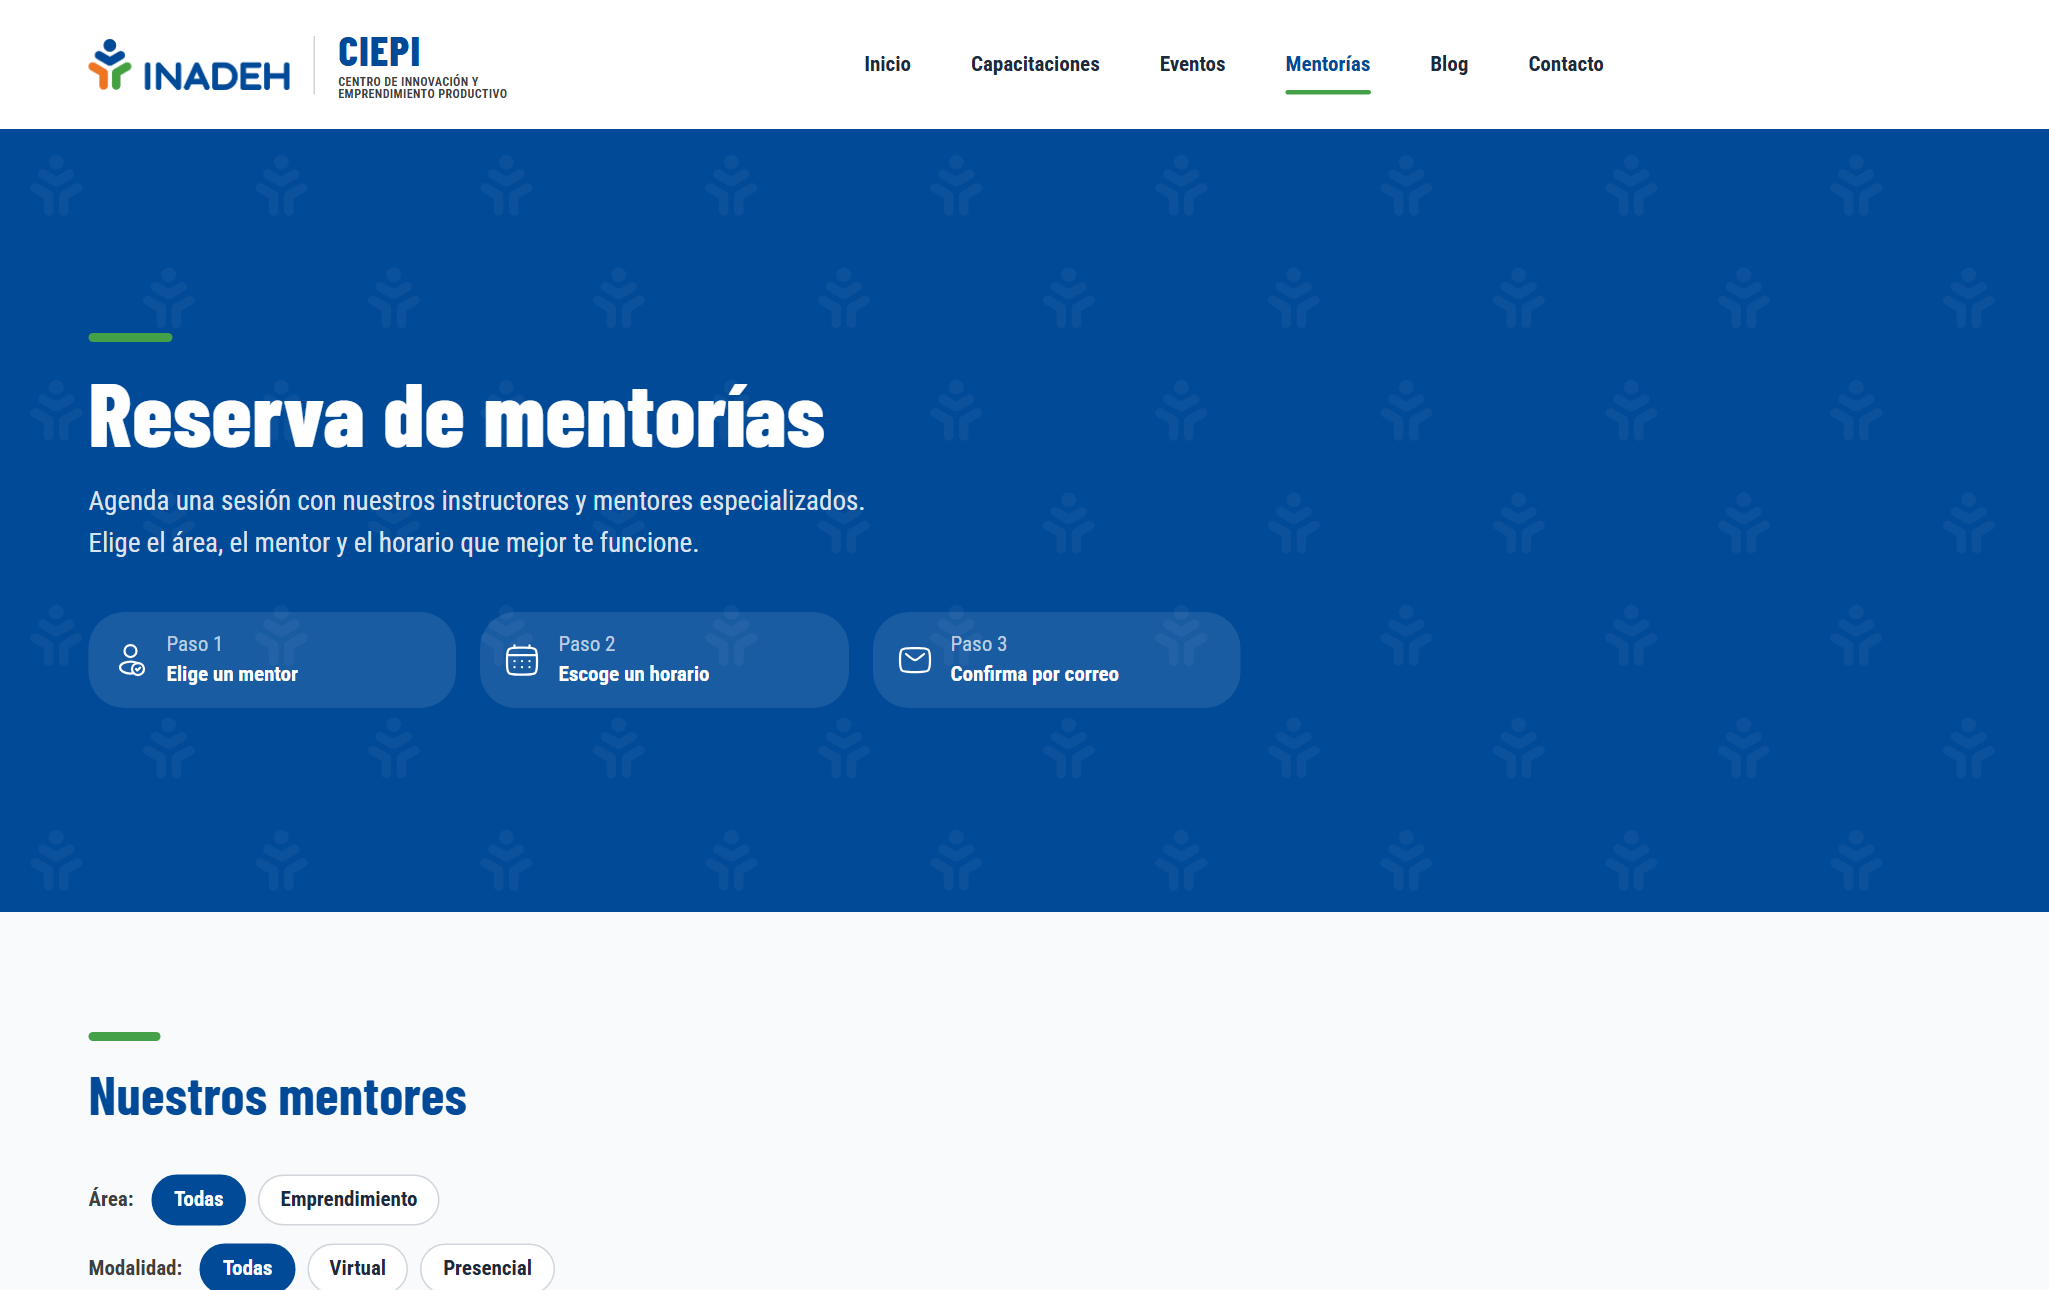 INADEH
CIEPI
CENTRO DE INNOVACIÓN Y
EMPRENDIMIENTO PRODUCTIVO
Inicio
Capacitaciones
Eventos
Mentorías
Blog
Contacto
Reserva de mentorías
Agenda una sesión con nuestros instructores y mentores especializados.
Elige el área, el mentor y el horario que mejor te funcione.
Paso 1
Elige un mentor
Paso 2
Escoge un horario
Paso 3
Confirma por correo
Nuestros mentores
Área:
Todas
Emprendimiento
Modalidad:
Todas
Virtual
Presencial